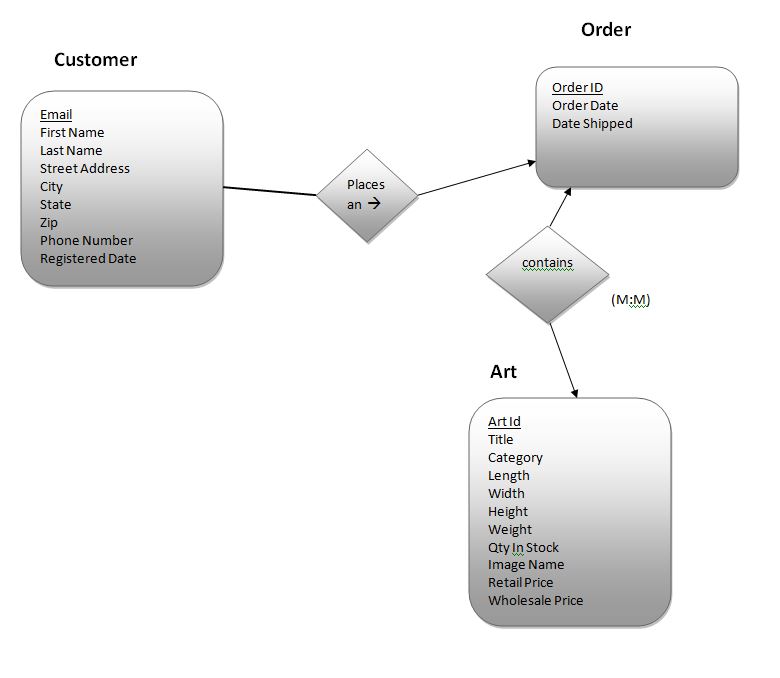 Customer
Email
First Name
Last Name
Street Address
City
State
Zip
Phone Number
Registered Date
Places
an →
Order
Order ID
Order Date
Date Shipped
contains
(M:M)
Art
Art Id
Title
Category
Length
Width
Height
Weight
Qty In Stock
Image Name
Retail Price
Wholesale Price